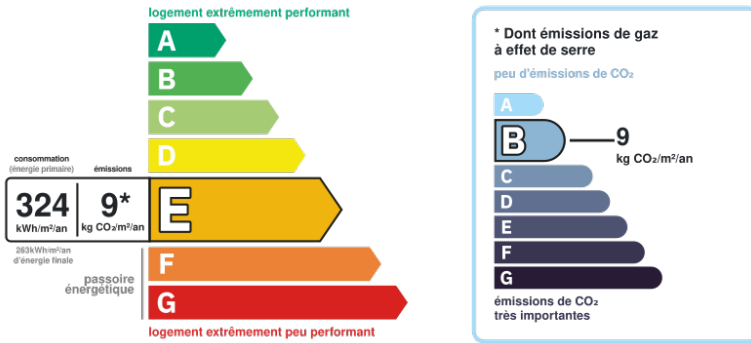 logement extrêmement performant
A
B
C
D
consommation
(énergie primaire)
émissions
324
kWh/m²/an
9*
kg CO₂/m²/an
E
263kWh/m²/an
d'énergie finale
passoire
énergétique
F
G
logement extrêmement peu performant
* Dont émissions de gaz
à effet de serre
peu d'émissions de CO₂
A
B
9
kg CO₂/m²/an
C
D
E
F
G
émissions de CO₂
très importantes